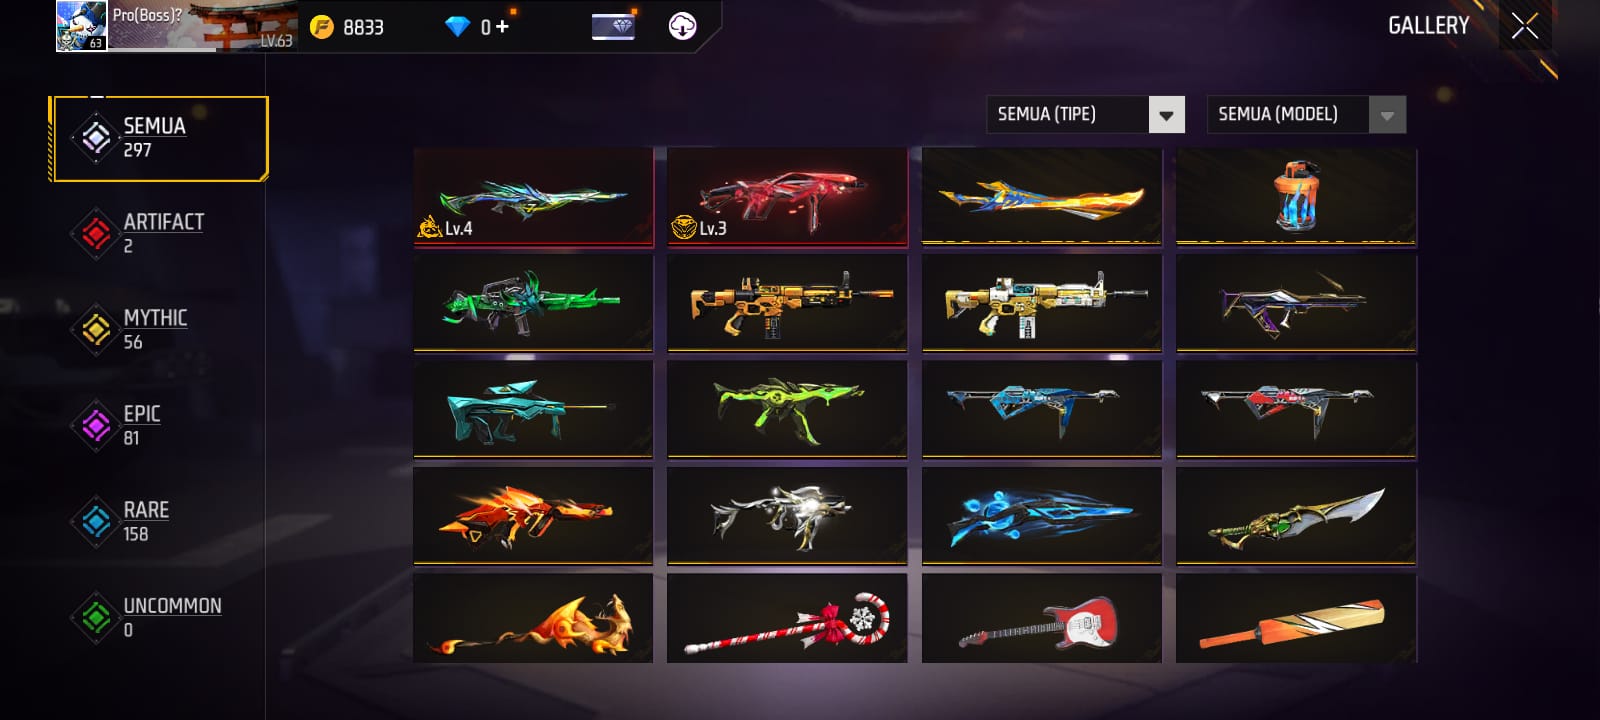 Pro(Boss)?
63
LV.63
8833
0+
GALLERY
SEMUA (TIPE)
SEMUA (MODEL)
SEMUA
297
ARTIFACT
2
MYTHIC
56
EPIC
81
RARE
158
UNCOMMON
0
Lv.4
Lv.3